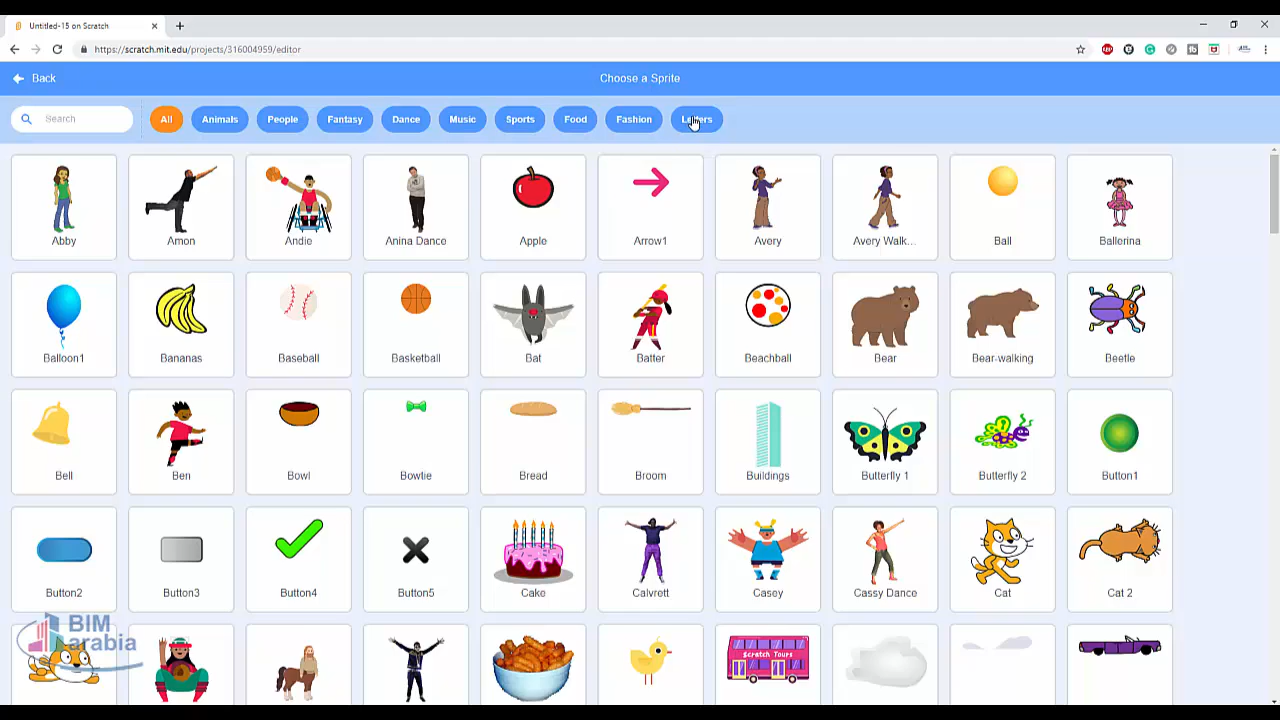 Untitled-15 on Scratch
https://scratch.mit.edu/projects/316004959/editor
Back
Choose a Sprite
Search
All
Animals
People
Fantasy
Dance
Music
Sports
Food
Fashion
Abby
Amon
Andie
Anina Dance
Apple
Arrow1
Avery
Avery Walk...
Ball
Ballerina
Balloon1
Bananas
Baseball
Basketball
Bat
Batter
Beachball
Bear
Bear-walking
Beetle
Bell
Ben
Bowl
Bowtie
Bread
Broom
Buildings
Butterfly 1
Butterfly 2
Button1
Button2
Button3
Button4
Button5
Cake
Calvrett
Casey
Cassy Dance
Cat
Cat 2
BIM
arabia
Scratch Tours